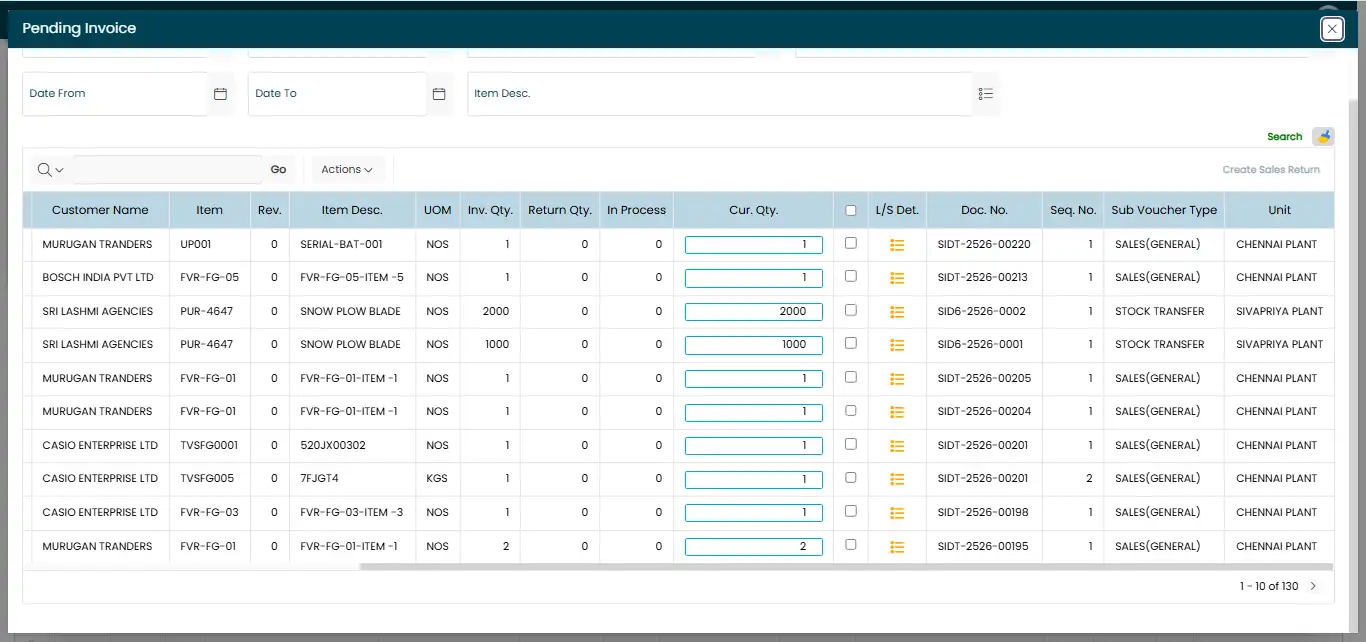 Pending Invoice
Date From Date To Item Desc.
Search
Go Actions Create Sales Return
Customer Name Item Rev. Item Desc. UOM Inv. Qty. Return Qty. In Process Cur. Qty. L/S Det. Doc. No. Seq. No. Sub Voucher Type Unit
MURUGAN TRANDERS UP001 0 SERIAL-BAT-001 NOS 1 0 0 1 SIDT-2526-00220 1 SALES(GENERAL) CHENNAI PLANT
BOSCH INDIA PVT LTD FVR-FG-05 0 FVR-FG-05-ITEM -5 NOS 1 0 0 1 SIDT-2526-00213 1 SALES(GENERAL) CHENNAI PLANT
SRI LASHMI AGENCIES PUR-4647 0 SNOW PLOW BLADE NOS 2000 0 0 2000 SID6-2526-0002 1 STOCK TRANSFER SIVAPRIYA PLANT
SRI LASHMI AGENCIES PUR-4647 0 SNOW PLOW BLADE NOS 1000 0 0 1000 SID6-2526-0001 1 STOCK TRANSFER SIVAPRIYA PLANT
MURUGAN TRANDERS FVR-FG-01 0 FVR-FG-01-ITEM -1 NOS 1 0 0 1 SIDT-2526-00205 1 SALES(GENERAL) CHENNAI PLANT
MURUGAN TRANDERS FVR-FG-01 0 FVR-FG-01-ITEM -1 NOS 1 0 0 1 SIDT-2526-00204 1 SALES(GENERAL) CHENNAI PLANT
CASIO ENTERPRISE LTD TVSFG0001 0 520JX00302 NOS 1 0 0 1 SIDT-2526-00201 1 SALES(GENERAL) CHENNAI PLANT
CASIO ENTERPRISE LTD TVSFG005 0 7FJGT4 KGS 1 0 0 1 SIDT-2526-00201 2 SALES(GENERAL) CHENNAI PLANT
CASIO ENTERPRISE LTD FVR-FG-03 0 FVR-FG-03-ITEM -3 NOS 1 0 0 1 SIDT-2526-00198 1 SALES(GENERAL) CHENNAI PLANT
MURUGAN TRANDERS FVR-FG-01 0 FVR-FG-01-ITEM -1 NOS 2 0 0 2 SIDT-2526-00195 1 SALES(GENERAL) CHENNAI PLANT
1 - 10 of 130